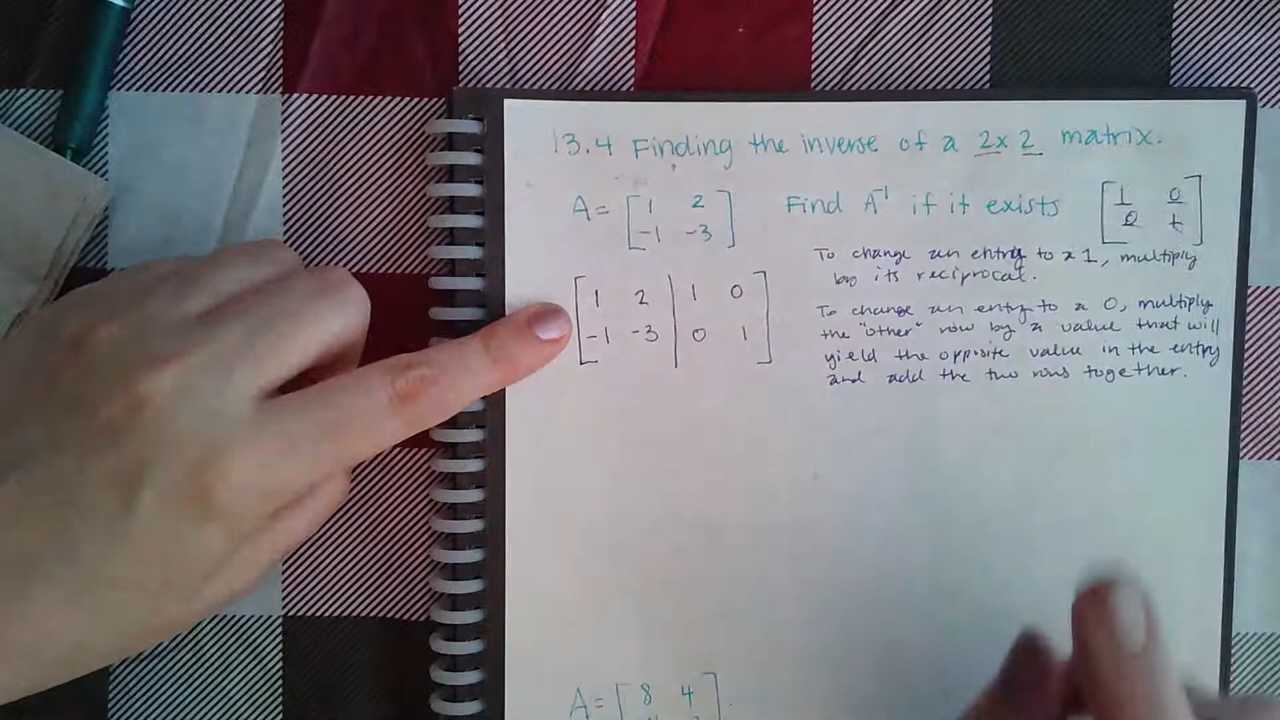 13.4 Finding the inverse of a 2x2 matrix.
A = [1 2
-1 -3]
Find A⁻¹ if it exists
[1 0
0 1]
[1 2 | 1 0
-1 -3 | 0 1]
To change an entry to a 1, multiply
by its reciprocal.
To change an entry to a 0, multiply
the "other" row by a value that will
yield the opposite value in the entry
and add the two rows together.
A = [8 4